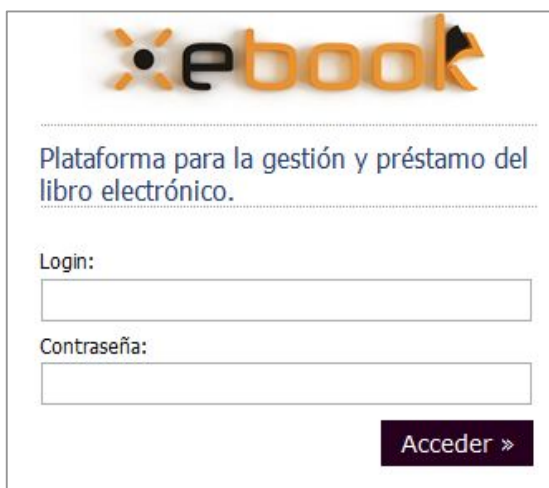 xebook
Plataforma para la gestión y préstamo del
libro electrónico.
Login:
Contraseña:
Acceder »